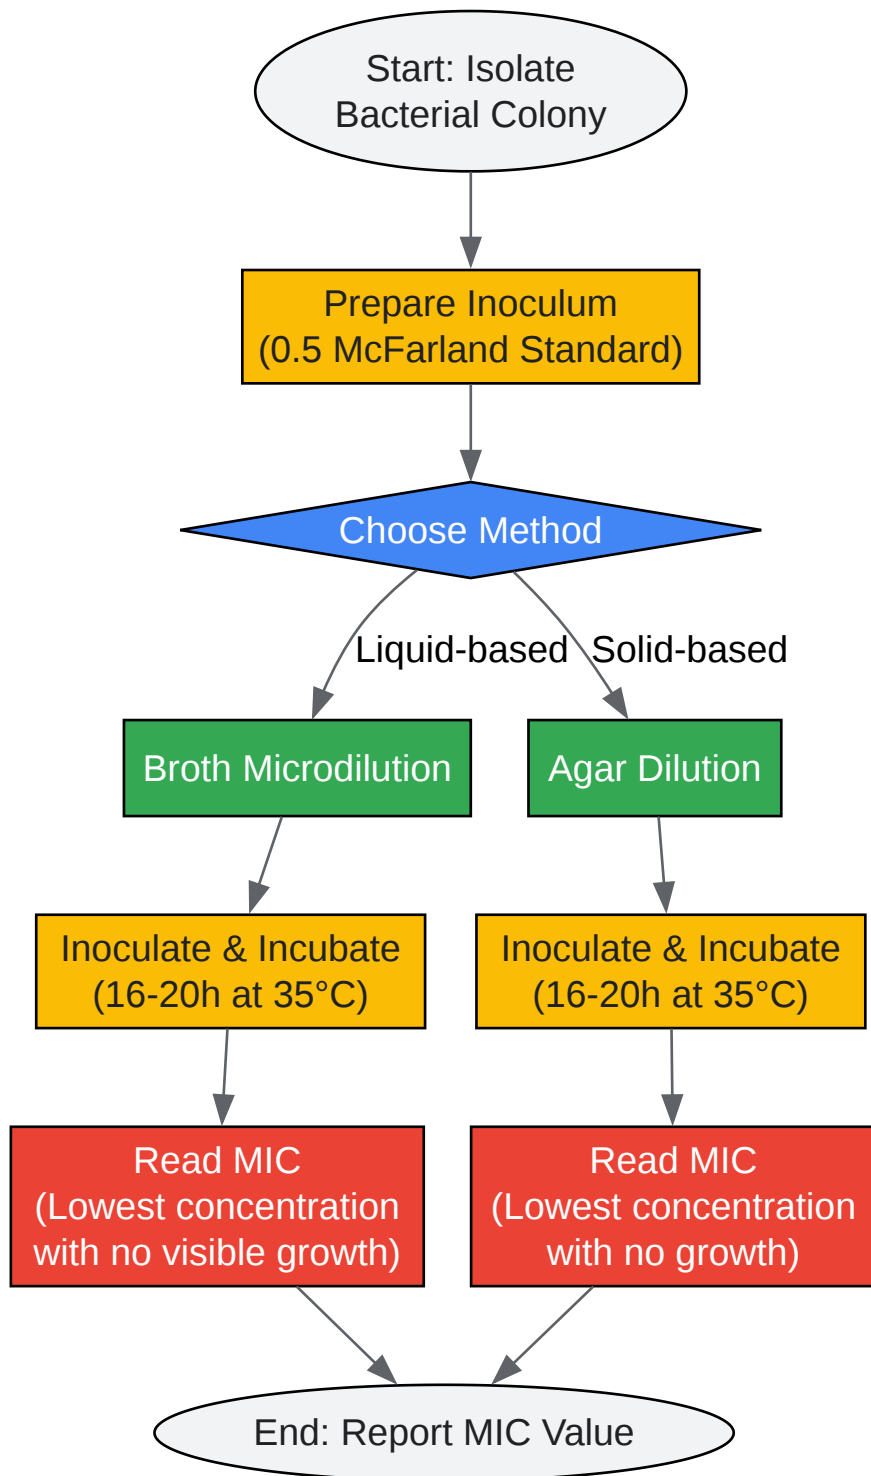 Start: Isolate
Bacterial Colony
Prepare Inoculum
(0.5 McFarland Standard)
Choose Method
Liquid-based
Solid-based
Broth Microdilution
Agar Dilution
Inoculate & Incubate
(16-20h at 35°C)
Inoculate & Incubate
(16-20h at 35°C)
Read MIC
(Lowest concentration
with no visible growth)
Read MIC
(Lowest concentration
with no growth)
End: Report MIC Value